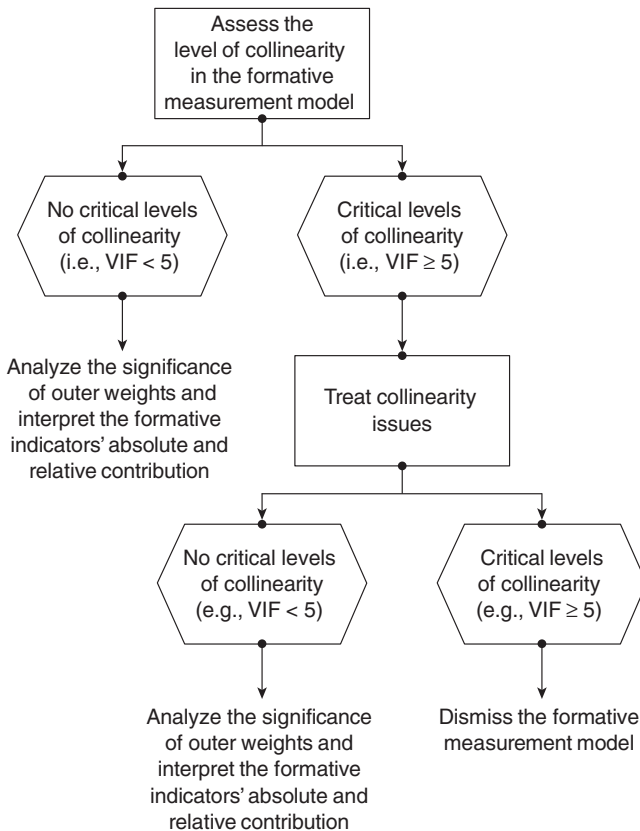 Assess the
level of collinearity
in the formative
measurement model
No critical levels
of collinearity
(i.e., VIF < 5)
Critical levels
of collinearity
(i.e., VIF ≥ 5)
Analyze the significance
of outer weights and
interpret the formative
indicators’ absolute and
relative contribution
Treat collinearity
issues
No critical levels
of collinearity
(e.g., VIF < 5)
Critical levels
of collinearity
(e.g., VIF ≥ 5)
Analyze the significance
of outer weights and
interpret the formative
indicators’ absolute and
relative contribution
Dismiss the formative
measurement model